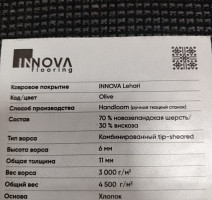 INNOVA
flooring
Ковровое покрытие INNOVA Lehari
Код/цвет Olive
Способ производства Handloom (ручной ткацкий станок)
Состав 70 % новозеландская шерсть/
30 % вискоза
Тип ворса Комбинированный tip-sheared
Высота ворса 6 мм
Общая толщина 11 мм
Вес ворса 3 000 г/м²
Общий вес 4 500 г/м²
Основа Хлопок